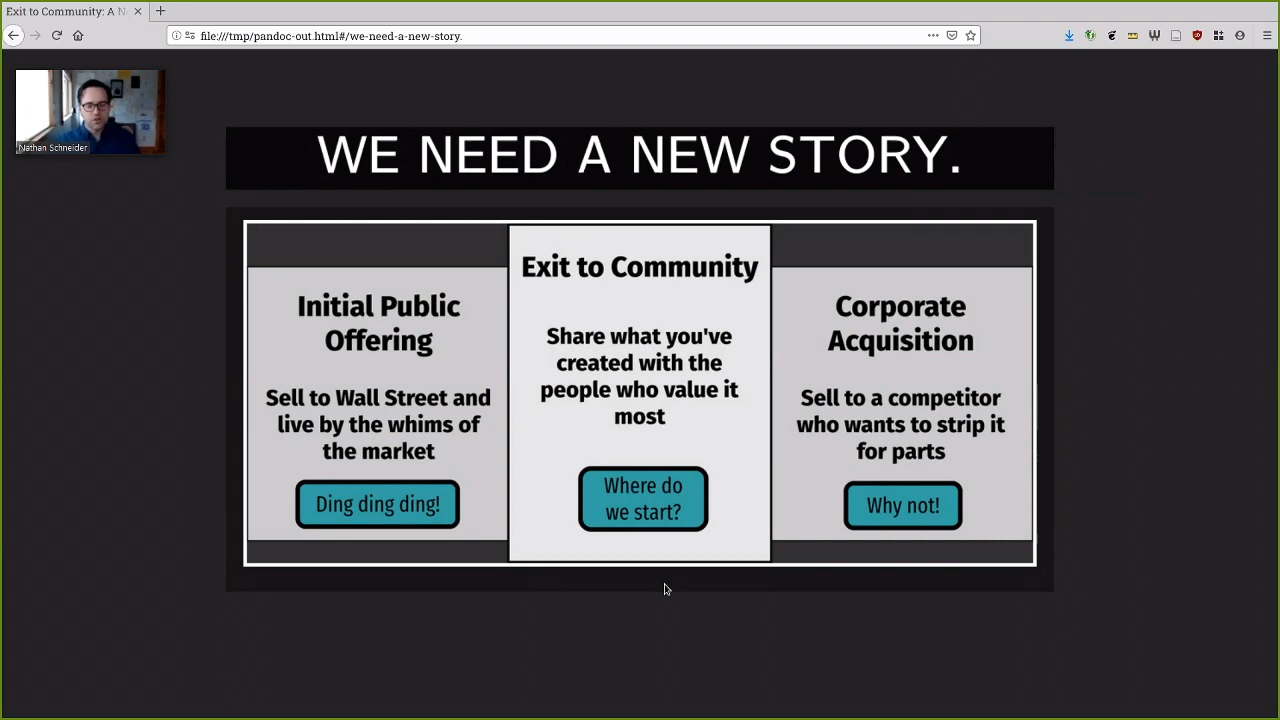 Exit to Community: A N
file:///tmp/pandoc-out.html#/we-need-a-new-story.
Nathan Schneider
WE NEED A NEW STORY.
Initial Public
Offering
Sell to Wall Street and
live by the whims of
the market
Ding ding ding!
Exit to Community
Share what you've
created with the
people who value it
most
Where do
we start?
Corporate
Acquisition
Sell to a competitor
who wants to strip it
for parts
Why not!